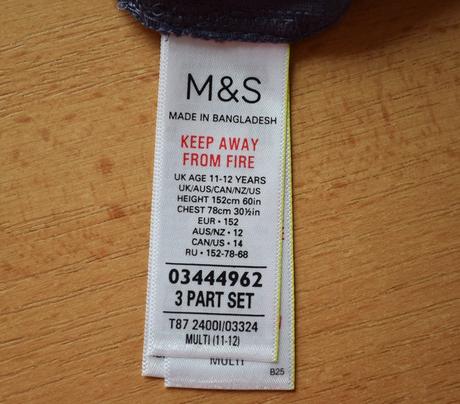 M&S
MADE IN BANGLADESH
KEEP AWAY
FROM FIRE
UK AGE 11-12 YEARS
UK/AUS/CAN/NZ/US
HEIGHT 152cm 60in
CHEST 78cm 30½in
EUR • 152
AUS/NZ • 12
CAN/US • 14
RU • 152-78-68
03444962
3 PART SET
T87 2400I/03324
MULTI (11-12)
MULTI
B25